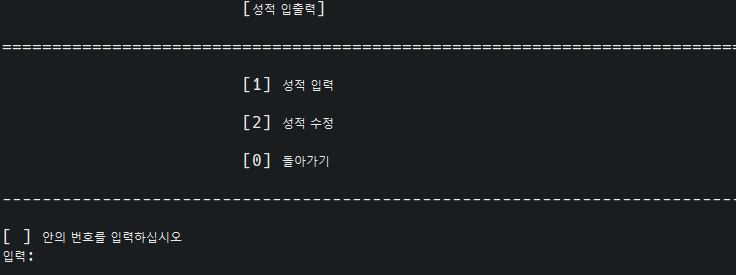 [성적 입출력]
==========================================================================
[1] 성적 입력
[2] 성적 수정
[0] 돌아가기
--------------------------------------------------------------------------
[ ] 안의 번호를 입력하십시오
입력: